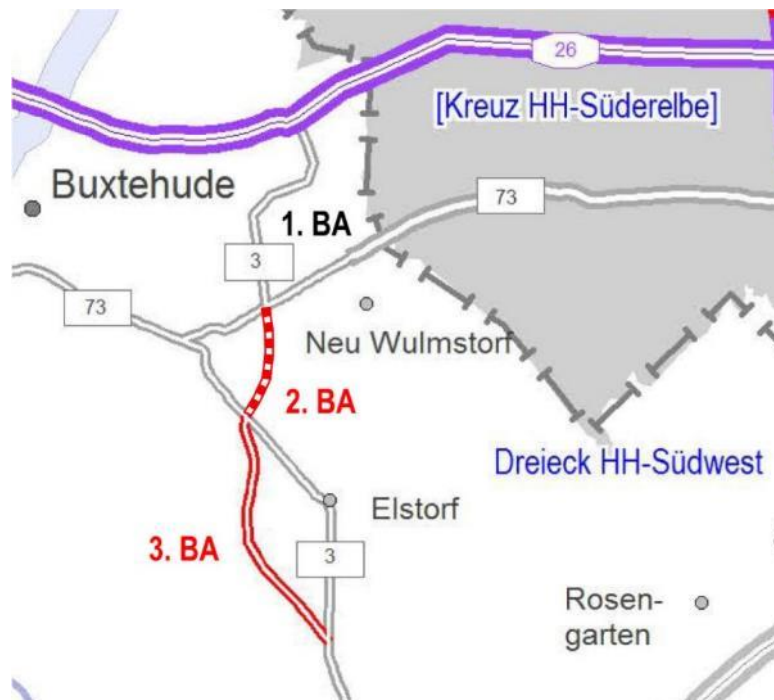 26
[Kreuz HH-Süderelbe]
Buxtehude
73
1. BA
3
73
Neu Wulmstorf
2. BA
Dreieck HH-Südwest
Elstorf
3. BA
3
Rosen-
garten